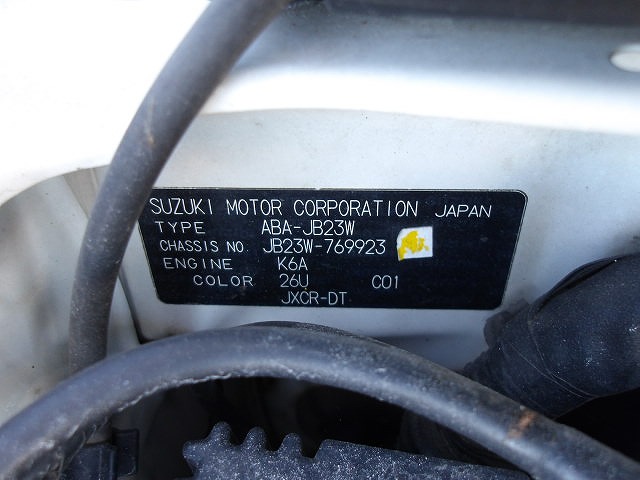 SUZUKI MOTOR CORPORATION JAPAN
TYPE ABA-JB23W
CHASSIS NO. JB23W-769923
ENGINE K6A
COLOR 26U C01
JXCR-DT